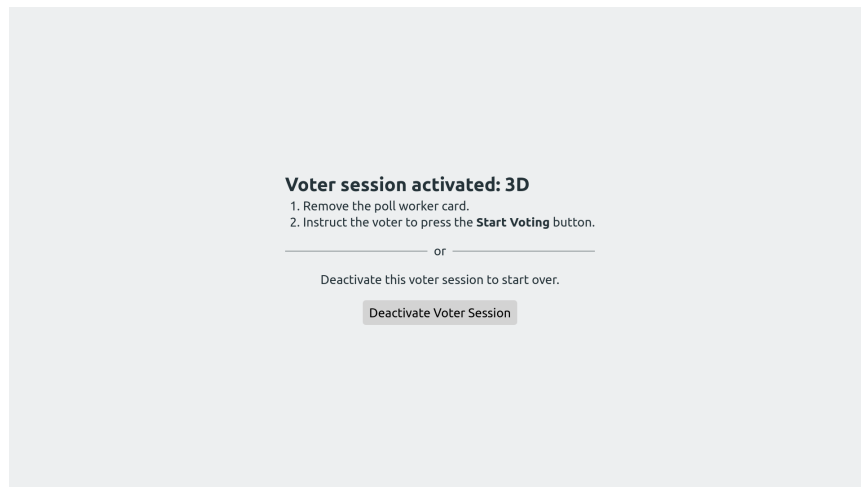 Voter session activated: 3D
1. Remove the poll worker card.
2. Instruct the voter to press the Start Voting button.
or
Deactivate this voter session to start over.
Deactivate Voter Session